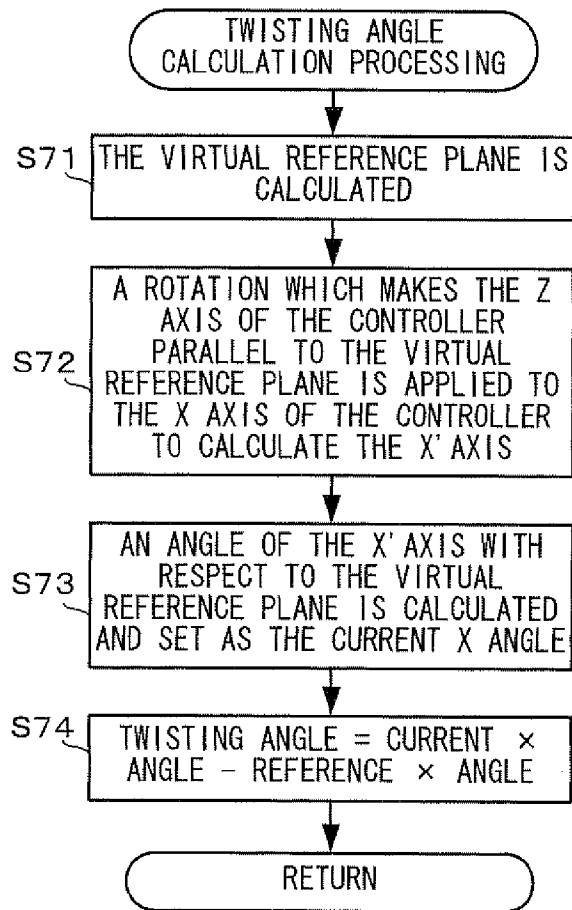 TWISTING ANGLE
CALCULATION PROCESSING
S71
THE VIRTUAL REFERENCE PLANE IS
CALCULATED
S72
A ROTATION WHICH MAKES THE Z
AXIS OF THE CONTROLLER
PARALLEL TO THE VIRTUAL
REFERENCE PLANE IS APPLIED TO
THE X AXIS OF THE CONTROLLER
TO CALCULATE THE X' AXIS
S73
AN ANGLE OF THE X' AXIS WITH
RESPECT TO THE VIRTUAL
REFERENCE PLANE IS CALCULATED
AND SET AS THE CURRENT X ANGLE
S74
TWISTING ANGLE = CURRENT ×
ANGLE − REFERENCE × ANGLE
RETURN